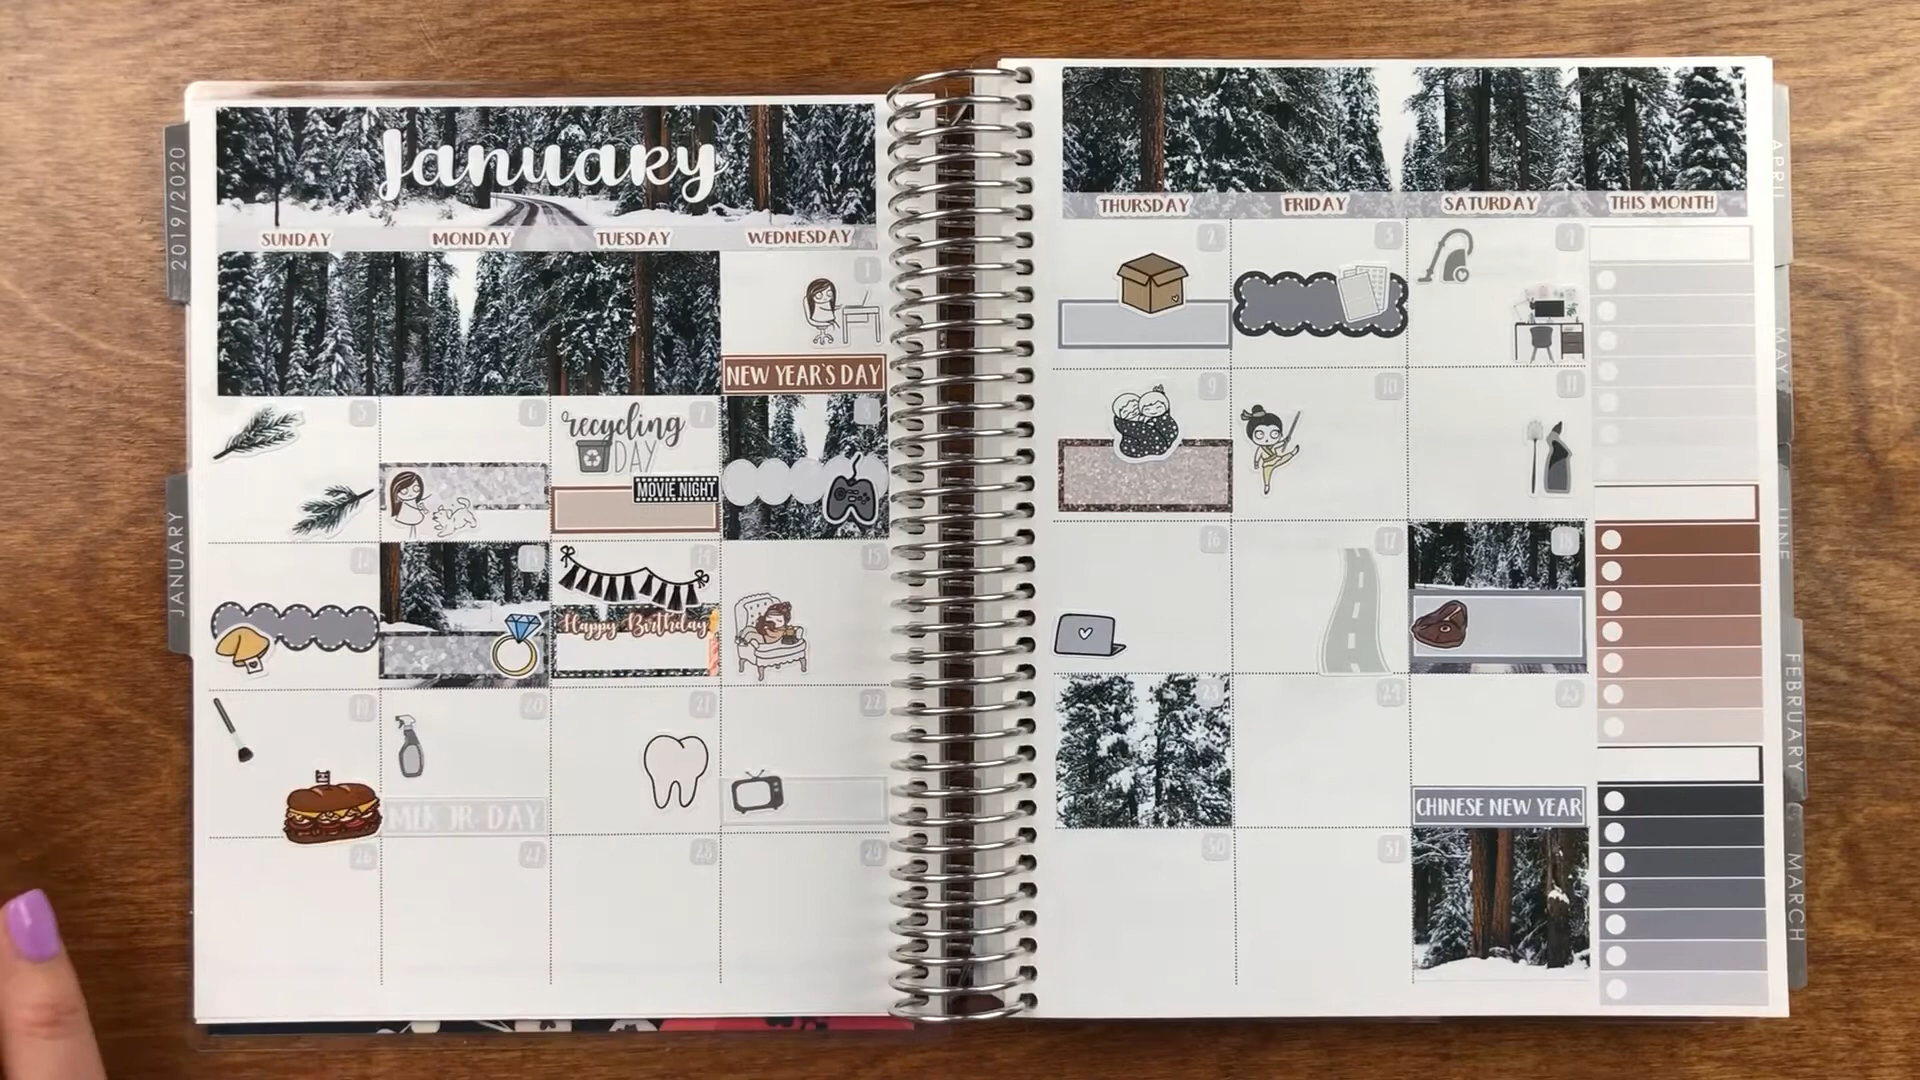 January
SUNDAY MONDAY TUESDAY WEDNESDAY
THURSDAY FRIDAY SATURDAY THIS MONTH
2019/2020
JANUARY
APRIL
MAY
JUNE
FEBRUARY
MARCH
1
NEW YEAR'S DAY
2 3 4
5 6 7 8
recycling
DAY
MOVIE NIGHT
9 10 11
12 13 14 15
Happy Birthday
16 17 18
19 20 21 22
MLK JR. DAY
23 24 25
CHINESE NEW YEAR
26 27 28 29
30 31